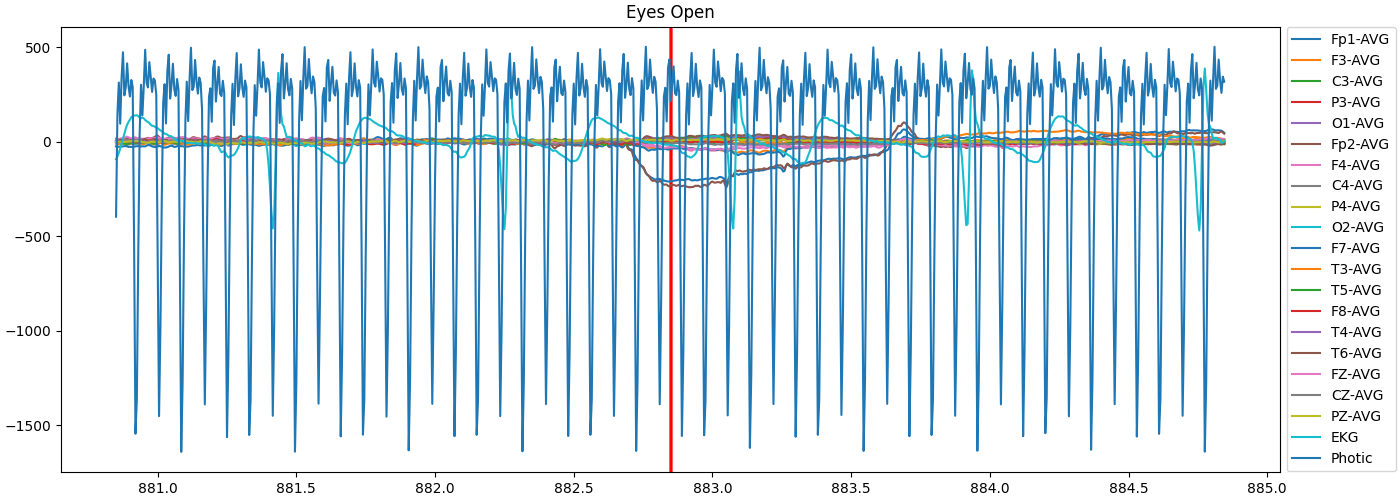 Eyes Open
500
0
−500
−1000
−1500
881.0 881.5 882.0 882.5 883.0 883.5 884.0 884.5 885.0
Fp1-AVG
F3-AVG
C3-AVG
P3-AVG
O1-AVG
Fp2-AVG
F4-AVG
C4-AVG
P4-AVG
O2-AVG
F7-AVG
T3-AVG
T5-AVG
F8-AVG
T4-AVG
T6-AVG
FZ-AVG
CZ-AVG
PZ-AVG
EKG
Photic